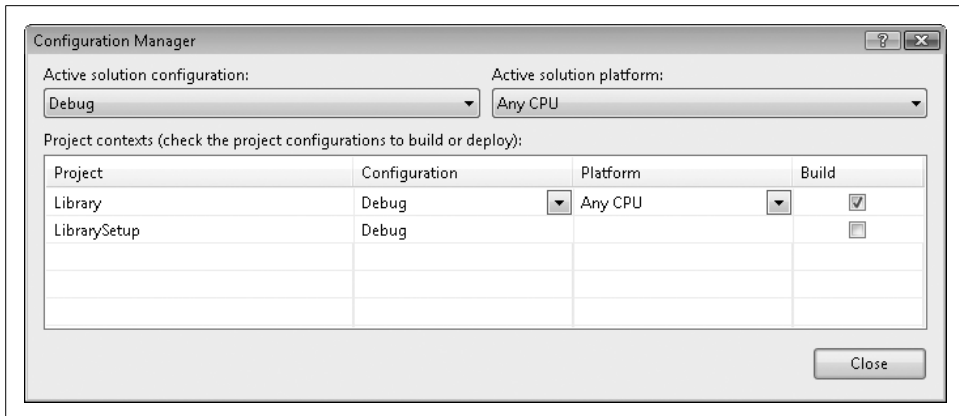 Configuration Manager
Active solution configuration: Active solution platform:
Debug Any CPU
Project contexts (check the project configurations to build or deploy):
Project Configuration Platform Build
Library Debug Any CPU
LibrarySetup Debug
Close